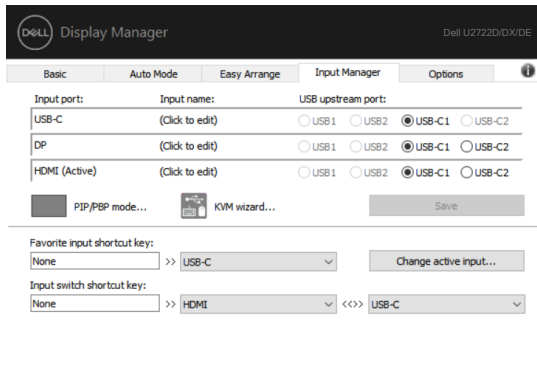 DELL Display Manager Dell U2722D/DX/DE
Basic Auto Mode Easy Arrange Input Manager Options i
Input port: Input name: USB upstream port:
USB-C (Click to edit) USB1 USB2 USB-C1 USB-C2
DP (Click to edit) USB1 USB2 USB-C1 USB-C2
HDMI (Active) (Click to edit) USB1 USB2 USB-C1 USB-C2
PIP/PBP mode... KVM wizard... Save
Favorite input shortcut key:
None >> USB-C Change active input...
Input switch shortcut key:
None >> HDMI <<>> USB-C